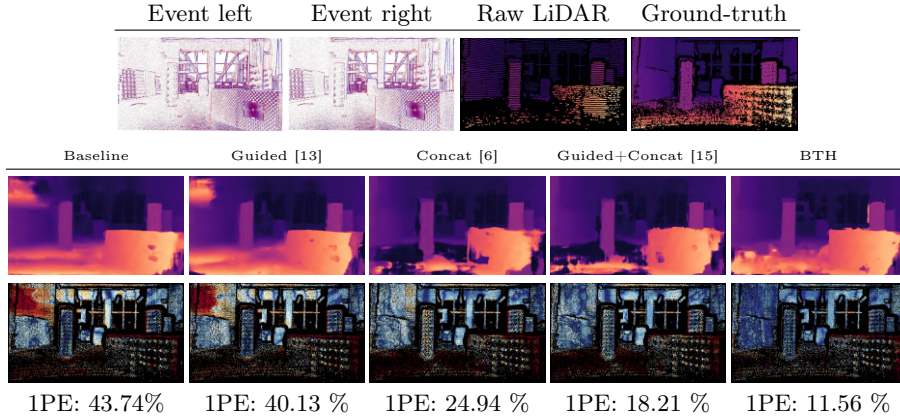 Event left Event right Raw LiDAR Ground-truth
Baseline Guided [13] Concat [6] Guided+Concat [15] BTH
1PE: 43.74% 1PE: 40.13 % 1PE: 24.94 % 1PE: 18.21 % 1PE: 11.56 %